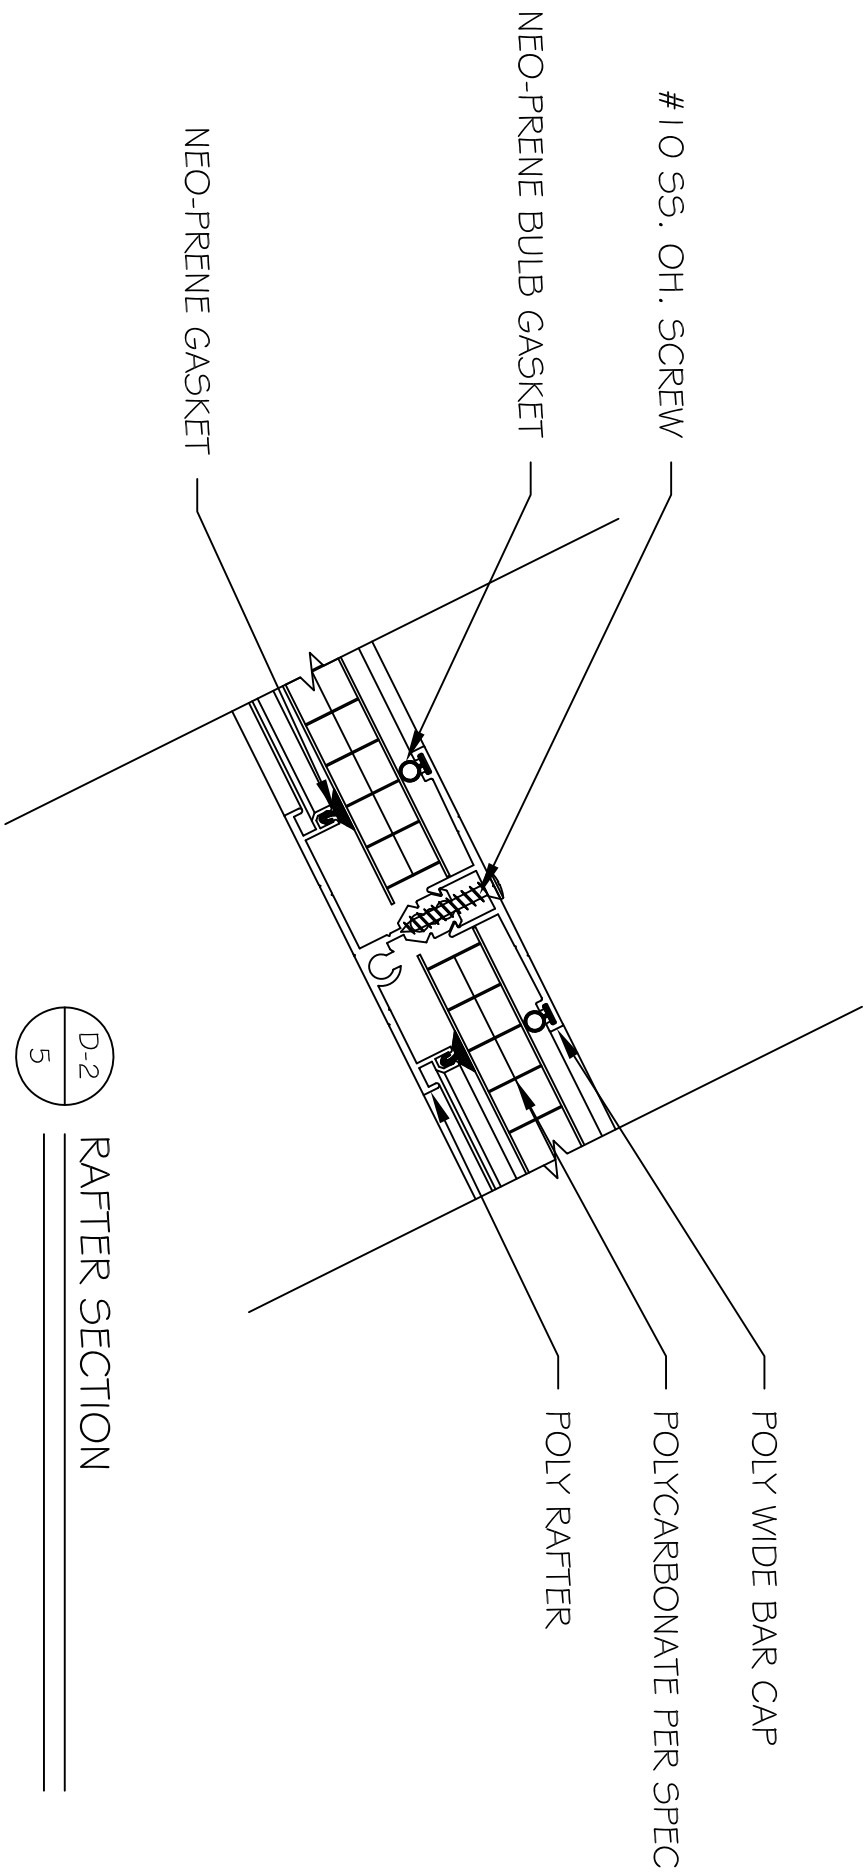 #10 SS. OH. SCREW
NEO-PRENE BULB GASKET
NEO-PRENE GASKET
POLY WIDE BAR CAP
POLYCARBONATE PER SPEC
POLY RAFTER
D-2
5
RAFTER SECTION